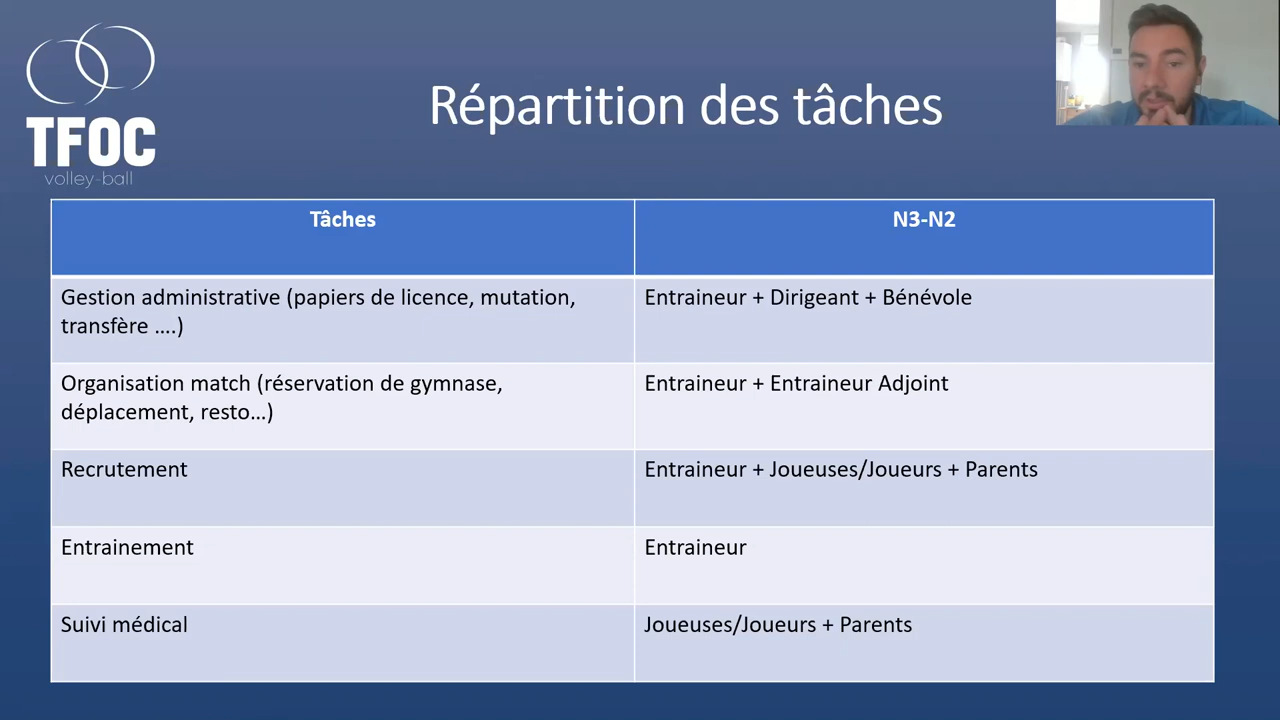 TFOC
volley-ball
Répartition des tâches
Tâches
N3-N2
Gestion administrative (papiers de licence, mutation,
transfère ....)
Entraineur + Dirigeant + Bénévole
Organisation match (réservation de gymnase,
déplacement, resto...)
Entraineur + Entraineur Adjoint
Recrutement
Entraineur + Joueuses/Joueurs + Parents
Entrainement
Entraineur
Suivi médical
Joueuses/Joueurs + Parents